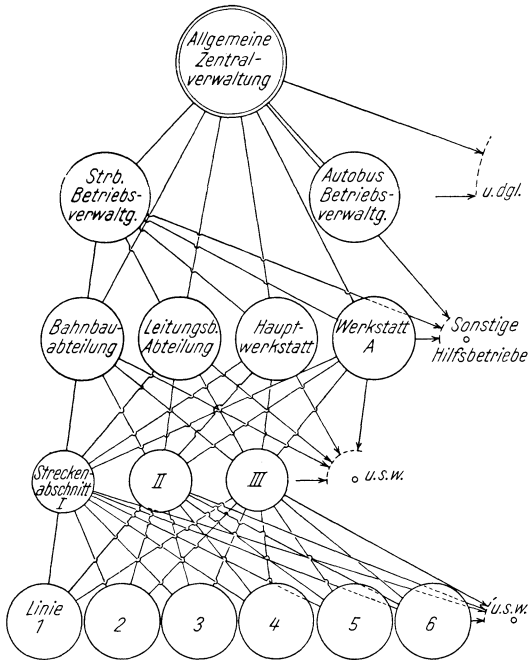 Allgemeine
Zentral-
verwaltung
Strb.
Betriebs-
verwaltg.
Autobus
Betriebs-
verwaltg.
u.dgl.
Bahnbau-
abteilung
Leitungsb.
Abteilung
Haupt-
werkstatt
Werkstatt
A
Sonstige
Hilfsbetriebe
Strecken-
abschnitt
I
II
III
u.s.w.
Linie
1
2
3
4
5
6
u.s.w.